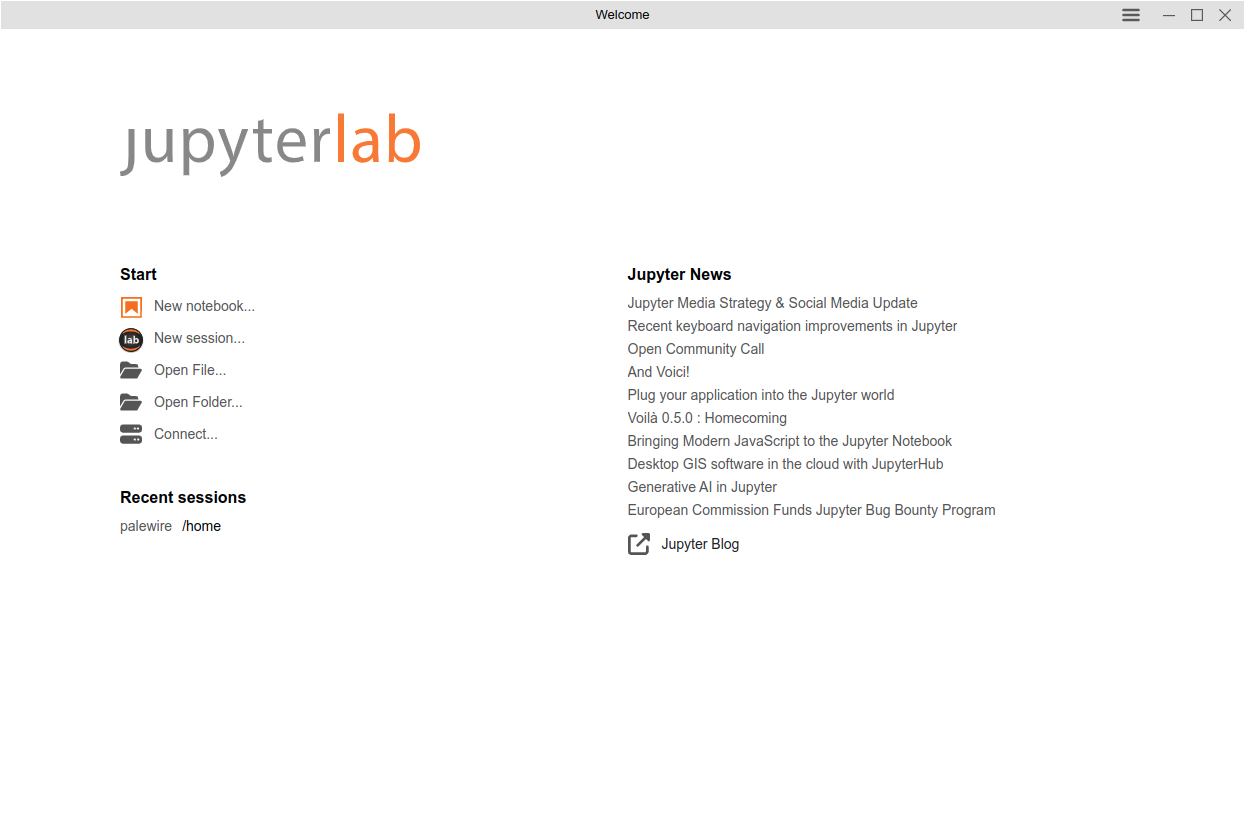 Welcome
jupyterlab
Start
New notebook...
lab
New session...
Open File...
Open Folder...
Connect...
Recent sessions
palewire /home
Jupyter News
Jupyter Media Strategy & Social Media Update
Recent keyboard navigation improvements in Jupyter
Open Community Call
And Voici!
Plug your application into the Jupyter world
Voilà 0.5.0 : Homecoming
Bringing Modern JavaScript to the Jupyter Notebook
Desktop GIS software in the cloud with JupyterHub
Generative AI in Jupyter
European Commission Funds Jupyter Bug Bounty Program
Jupyter Blog